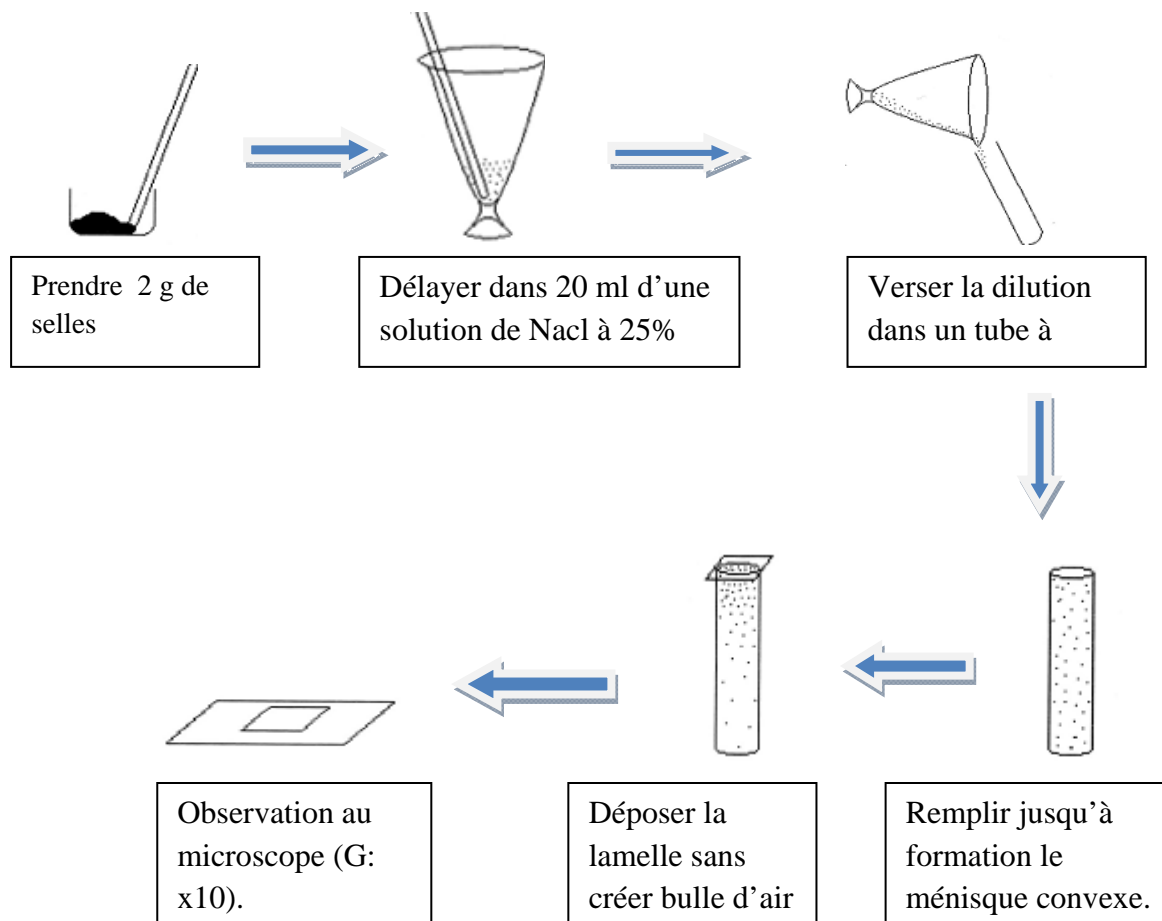 Prendre 2 g de
selles
Délayer dans 20 ml d’une
solution de Nacl à 25%
Verser la dilution
dans un tube à
Remplir jusqu’à
formation le
ménisque convexe.
Déposer la
lamelle sans
créer bulle d’air
Observation au
microscope (G:
x10).